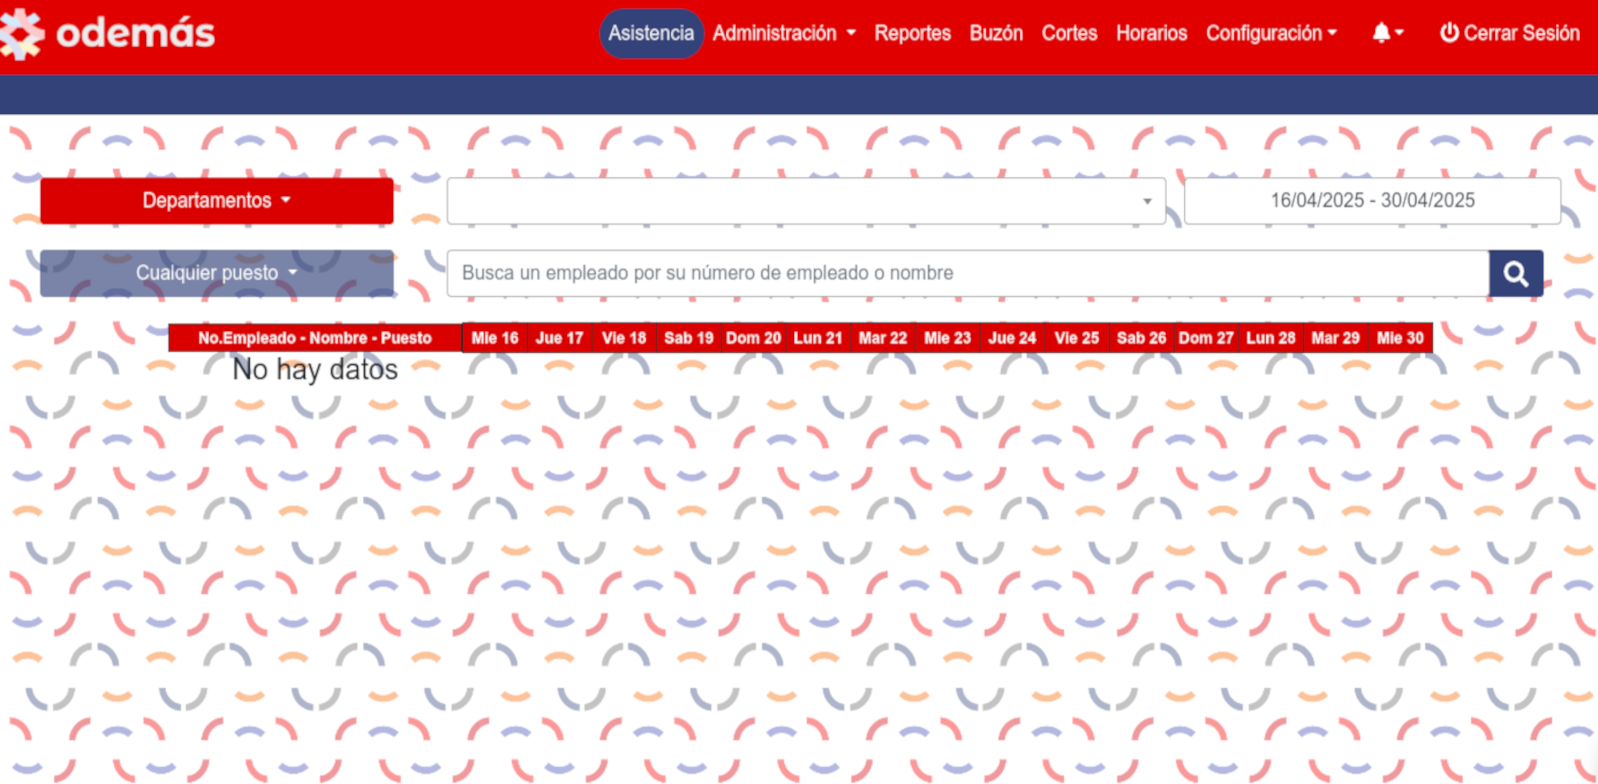 odemás
Asistencia Administración Reportes Buzón Cortes Horarios Configuración Cerrar Sesión
Departamentos 16/04/2025 - 30/04/2025
Cualquier puesto Busca un empleado por su número de empleado o nombre
No.Empleado - Nombre - Puesto Mie 16 Jue 17 Vie 18 Sab 19 Dom 20 Lun 21 Mar 22 Mie 23 Jue 24 Vie 25 Sab 26 Dom 27 Lun 28 Mar 29 Mie 30
No hay datos